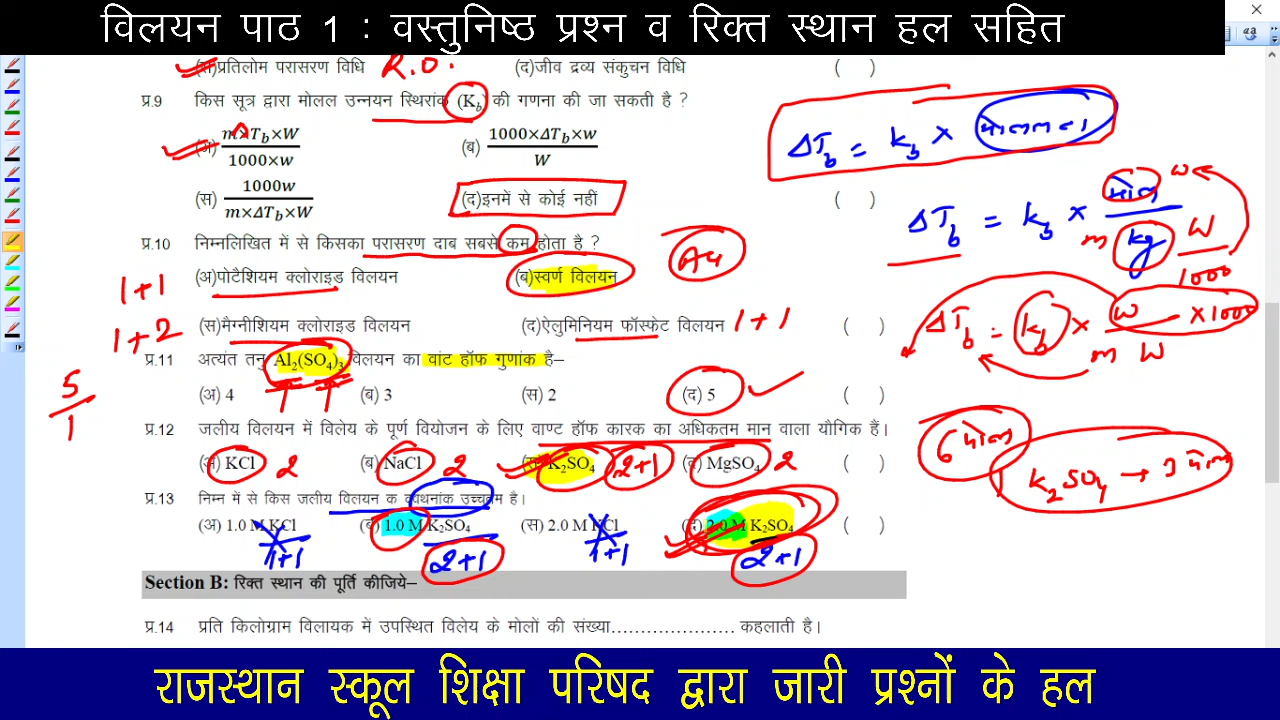 विलयन पाठ 1 : वस्तुनिष्ठ प्रश्न व रिक्त स्थान हल सहित
(स)प्रतिलोम परासरण विधि R.O. (द)जीव द्रव्य संकुचन विधि ( )
प्र.9 किस सूत्र द्वारा मोलल उन्नयन स्थिरांक (K_b) की गणना की जा सकती है ?
(अ) m×T_b×W / 1000×w (ब) 1000×ΔT_b×w / W
(स) 1000w / m×ΔT_b×W (द)इनमें से कोई नहीं ( )
ΔT_b = k_b × मोललता
ΔT_b = k_b × मोल / kg
w
m
W / 1000
ΔT_b = k_b × w / m W × 1000
प्र.10 निम्नलिखित में से किसका परासरण दाब सबसे कम होता है ?
(अ)पोटैशियम क्लोराइड विलयन (ब)स्वर्ण विलयन
1+1
Au
(स)मैग्नीशियम क्लोराइड विलयन (द)ऐलुमिनियम फॉस्फेट विलयन 1+1 ( )
1+2
प्र.11 अत्यंत तनु Al₂(SO₄)₃ विलयन का वांट हॉफ गुणांक है–
(अ) 4 (ब) 3 (स) 2 (द) 5 ( )
5 / 1
प्र.12 जलीय विलयन में विलेय के पूर्ण वियोजन के लिए वाण्ट हॉफ कारक का अधिकतम मान वाला यौगिक हैं।
(अ) KCl 2 (ब) NaCl 2 (स) K₂SO₄ 2+1 (द) MgSO₄ 2 ( )
6 मोल
K₂SO₄ → 3 मोल
प्र.13 निम्न में से किस जलीय विलयन क क्वथनांक उच्चतम है।
(अ) 1.0 M KCl (ब) 1.0 M K₂SO₄ (स) 2.0 M KCl (द) 2.0 M K₂SO₄ ( )
1+1 2+1 1+1 2+1
Section B: रिक्त स्थान की पूर्ति कीजिये–
प्र.14 प्रति किलोग्राम विलायक में उपस्थित विलेय के मोलों की संख्या..................... कहलाती है।
राजस्थान स्कूल शिक्षा परिषद द्वारा जारी प्रश्नों के हल